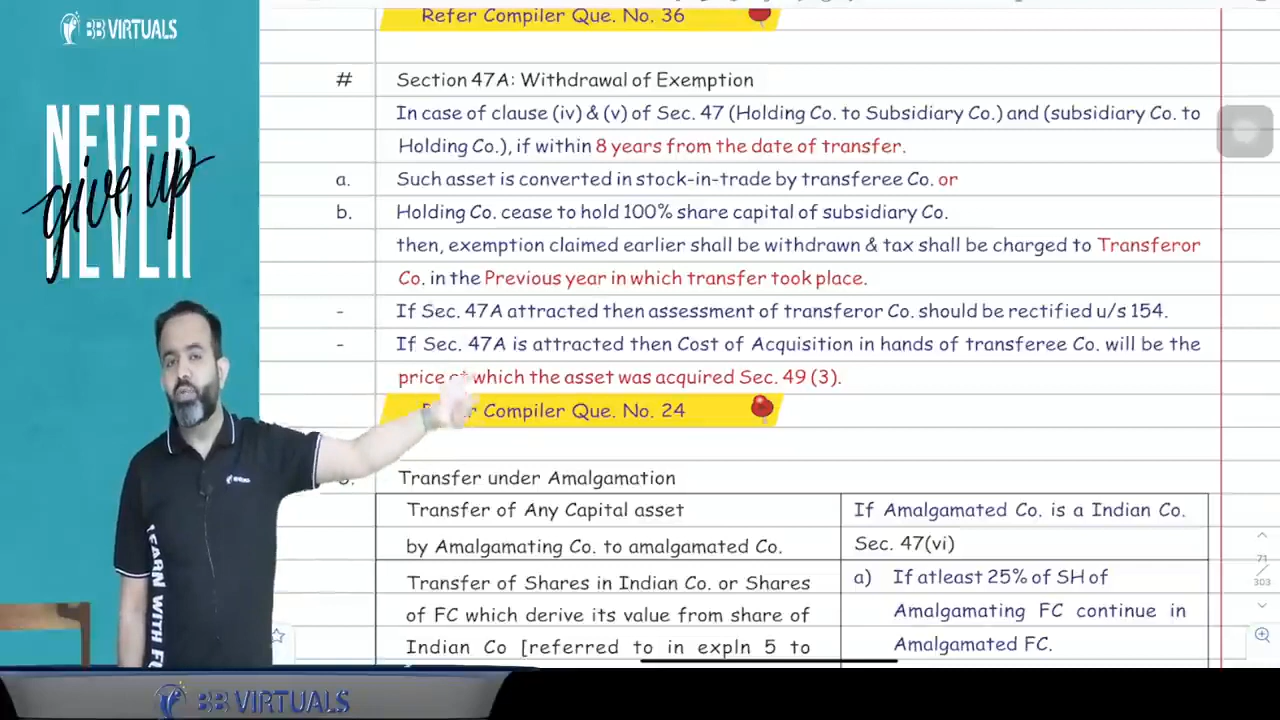 BB VIRTUALS
NEVER
give up
NEVER
Refer Compiler Que. No. 36
# Section 47A: Withdrawal of Exemption
In case of clause (iv) & (v) of Sec. 47 (Holding Co. to Subsidiary Co.) and (subsidiary Co. to
Holding Co.), if within 8 years from the date of transfer.
a. Such asset is converted in stock-in-trade by transferee Co. or
b. Holding Co. cease to hold 100% share capital of subsidiary Co.
then, exemption claimed earlier shall be withdrawn & tax shall be charged to Transferor
Co. in the Previous year in which transfer took place.
- If Sec. 47A attracted then assessment of transferor Co. should be rectified u/s 154.
- If Sec. 47A is attracted then Cost of Acquisition in hands of transferee Co. will be the
price at which the asset was acquired Sec. 49 (3).
Refer Compiler Que. No. 24
Transfer under Amalgamation
Transfer of Any Capital asset
by Amalgamating Co. to amalgamated Co.
If Amalgamated Co. is a Indian Co.
Sec. 47(vi)
Transfer of Shares in Indian Co. or Shares
of FC which derive its value from share of
Indian Co [referred to in expln 5 to
a) If atleast 25% of SH of
Amalgamating FC continue in
Amalgamated FC.
71
303
LEARN WITH
BB VIRTUALS